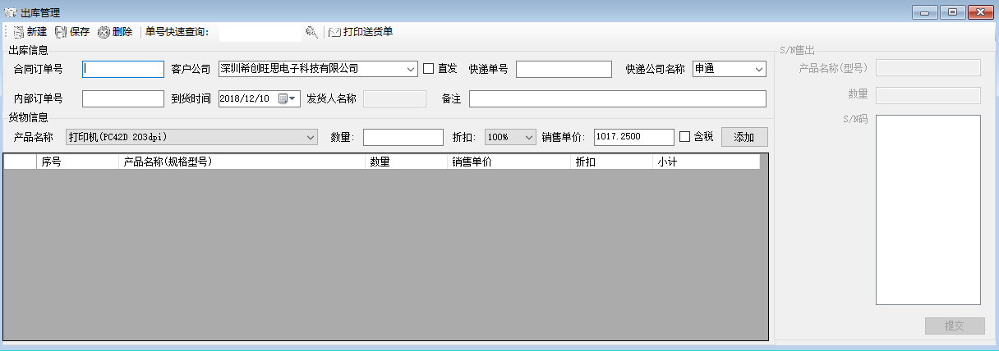 出库管理
新建 保存 删除 单号快速查询: 打印送货单
出库信息
合同订单号 客户公司 深圳希创旺思电子科技有限公司 直发 快递单号 快递公司名称 申通
内部订单号 到货时间 2018/12/10 发货人名称 备注
货物信息
产品名称 打印机(PC42D 203dpi) 数量: 折扣: 100% 销售单价: 1017.2500 含税 添加
序号 产品名称(规格型号) 数量 销售单价 折扣 小计
S/N售出
产品名称(型号)
数量
S/N码
提交